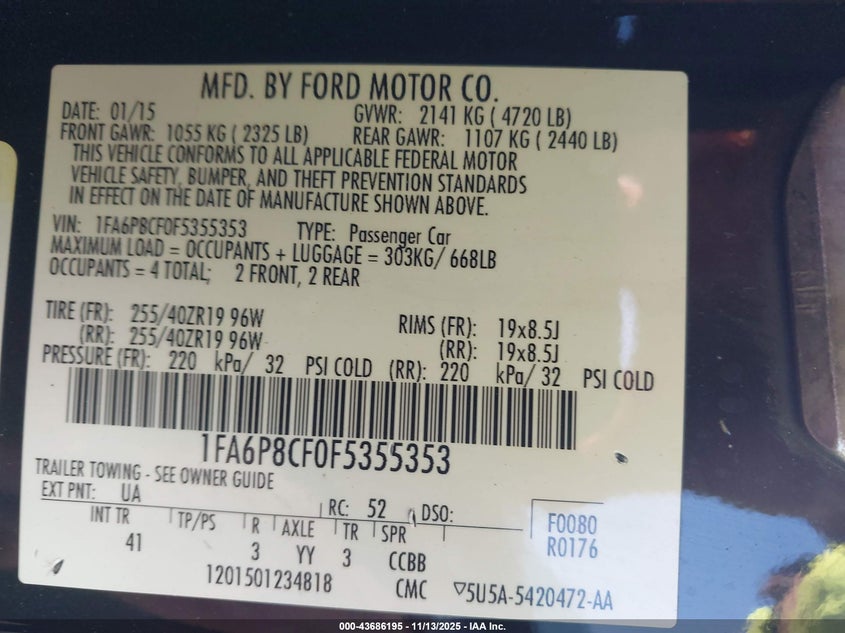 MFD. BY FORD MOTOR CO.
DATE: 01/15 GVWR: 2141 KG ( 4720 LB)
FRONT GAWR: 1055 KG ( 2325 LB) REAR GAWR: 1107 KG ( 2440 LB)
THIS VEHICLE CONFORMS TO ALL APPLICABLE FEDERAL MOTOR
VEHICLE SAFETY, BUMPER, AND THEFT PREVENTION STANDARDS
IN EFFECT ON THE DATE OF MANUFACTURE SHOWN ABOVE.
VIN: 1FA6P8CF0F5355353 TYPE: Passenger Car
MAXIMUM LOAD = OCCUPANTS + LUGGAGE = 303KG/ 668LB
OCCUPANTS = 4 TOTAL; 2 FRONT, 2 REAR
TIRE (FR): 255/40ZR19 96W RIMS (FR): 19x8.5J
(RR): 255/40ZR19 96W (RR): 19x8.5J
PRESSURE (FR): 220 kPa/ 32 PSI COLD (RR): 220 kPa/ 32 PSI COLD
1FA6P8CF0F5355353
TRAILER TOWING - SEE OWNER GUIDE
EXT PNT: UA RC: 52 DSO:
INT TR TP/PS R AXLE TR SPR F0080
41 3 YY 3 CCBB R0176
1201501234818 CMC ▽5U5A-5420472-AA
000-43686195 - 11/13/2025 - IAA Inc.